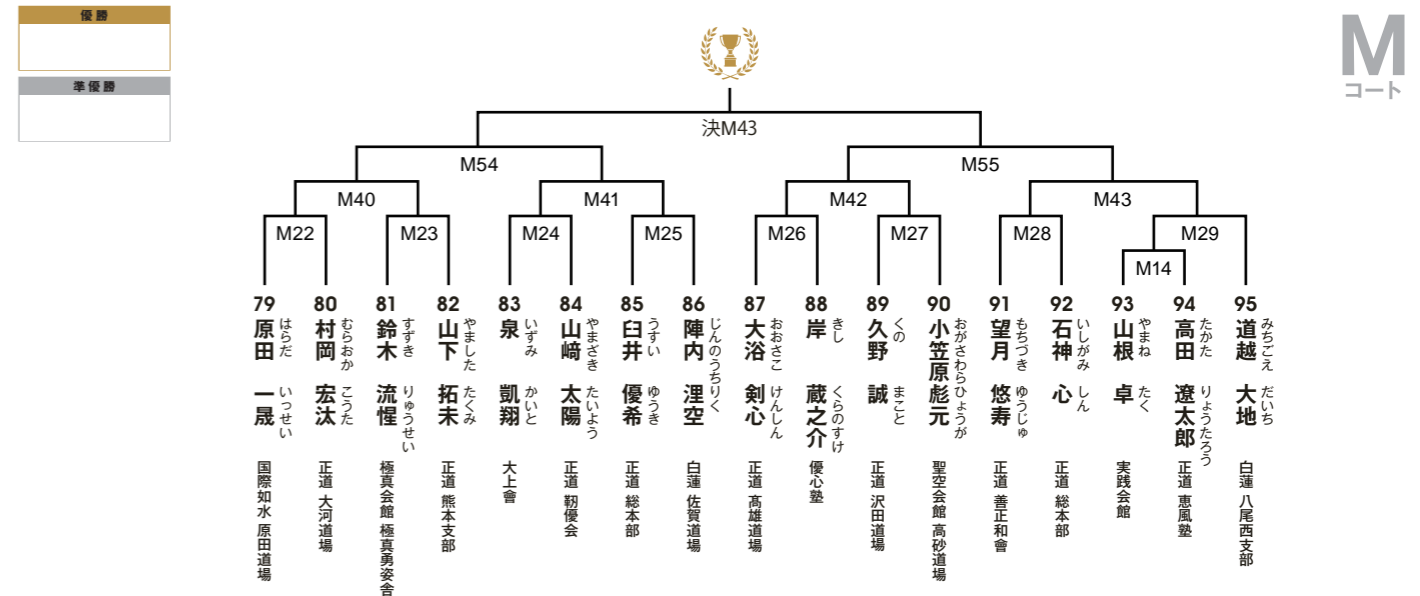 優勝
準優勝
M
コート
決M43
M54
M55
M40
M41
M42
M43
M22
M23
M24
M25
M26
M27
M28
M29
M14
79
原田 一晟
はらだ いっせい
国際如水 原田道場
80
村岡 宏汰
むらおか こうた
正道 大河道場
81
鈴木 流惺
すずき りゅうせい
極真会館 極真勇姿舎
82
山下 拓未
やました たくみ
正道 熊本支部
83
泉 凱翔
いずみ かいと
大上會
84
山﨑 太陽
やまざき たいよう
正道 靭優会
85
臼井 優希
うすい ゆうき
正道 総本部
86
陣内 浬空
じんのうち りく
白蓮 佐賀道場
87
大浴 剣心
おおさこ けんしん
正道 髙雄道場
88
岸 蔵之介
きし くらのすけ
優心塾
89
久野 誠
くの まこと
正道 沢田道場
90
小笠原 彪元
おがさわら ひょうが
聖空会館 高砂道場
91
望月 悠寿
もちづき ゆうじゅ
正道 善正和會
92
石神 心
いしがみ しん
正道 総本部
93
山根 卓
やまね たく
実践会館
94
高田 遼太郎
たかた りょうたろう
正道 恵風塾
95
道越 大地
みちごえ だいち
白蓮 八尾西支部